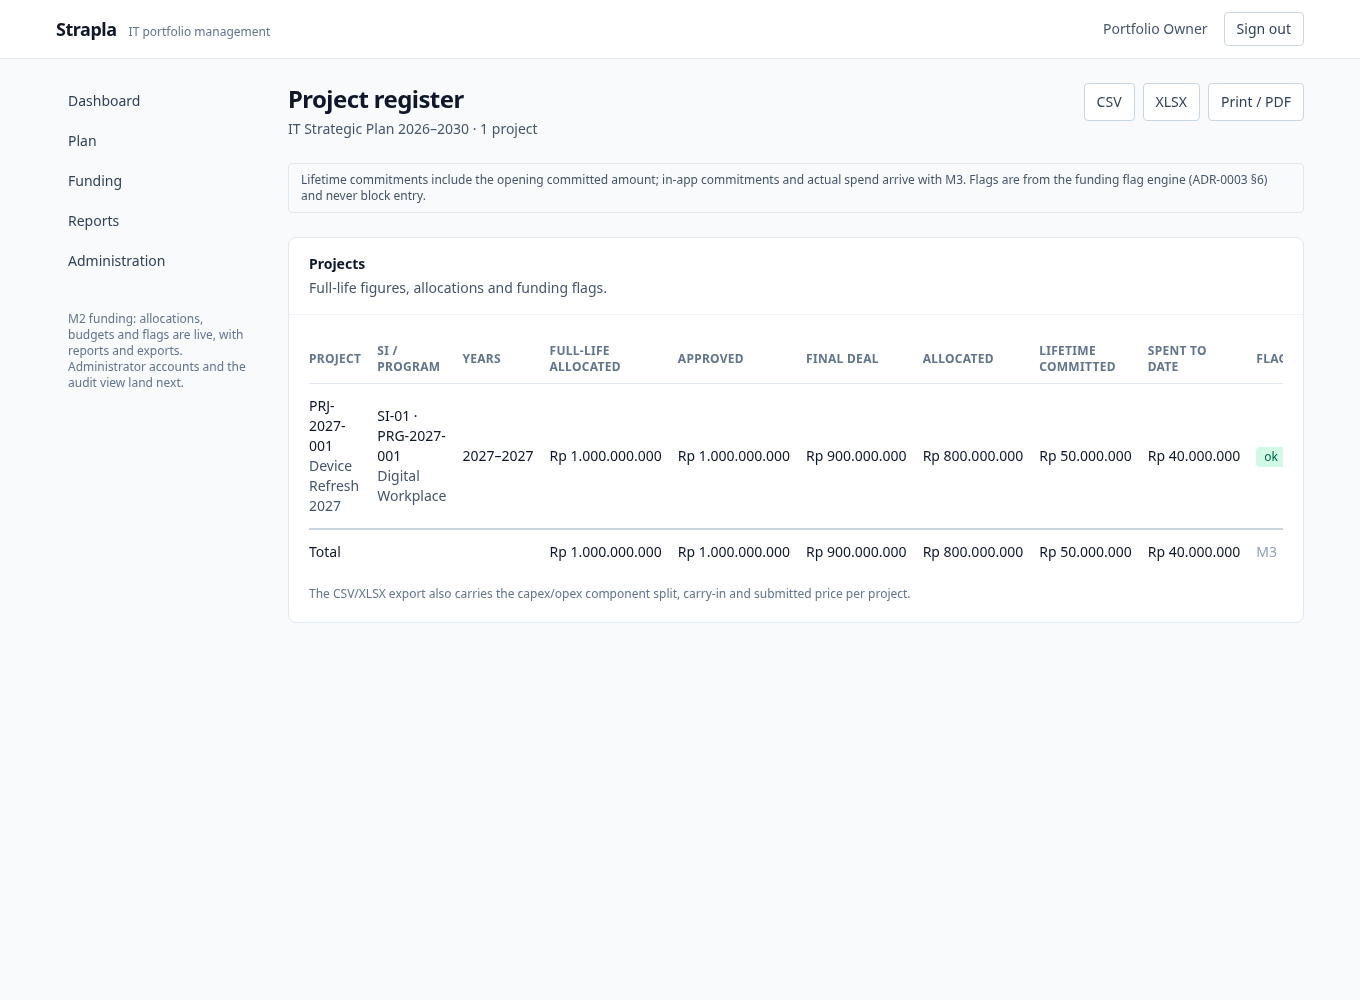 Strapla IT portfolio management
Portfolio Owner
Sign out
Dashboard
Plan
Funding
Reports
Administration
M2 funding: allocations,
budgets and flags are live, with
reports and exports.
Administrator accounts and the
audit view land next.
Project register
IT Strategic Plan 2026–2030 · 1 project
CSV
XLSX
Print / PDF
Lifetime commitments include the opening committed amount; in-app commitments and actual spend arrive with M3. Flags are from the funding flag engine (ADR-0003 §6)
and never block entry.
Projects
Full-life figures, allocations and funding flags.
PROJECT
SI /
PROGRAM
YEARS
FULL-LIFE
ALLOCATED
APPROVED
FINAL DEAL
ALLOCATED
LIFETIME
COMMITTED
SPENT TO
DATE
PRJ-
2027-
001
Device
Refresh
2027
SI-01 ·
PRG-2027-
001
Digital
Workplace
2027–2027
Rp 1.000.000.000
Rp 1.000.000.000
Rp 900.000.000
Rp 800.000.000
Rp 50.000.000
Rp 40.000.000
ok
Total
Rp 1.000.000.000
Rp 1.000.000.000
Rp 900.000.000
Rp 800.000.000
Rp 50.000.000
Rp 40.000.000
M3
The CSV/XLSX export also carries the capex/opex component split, carry-in and submitted price per project.